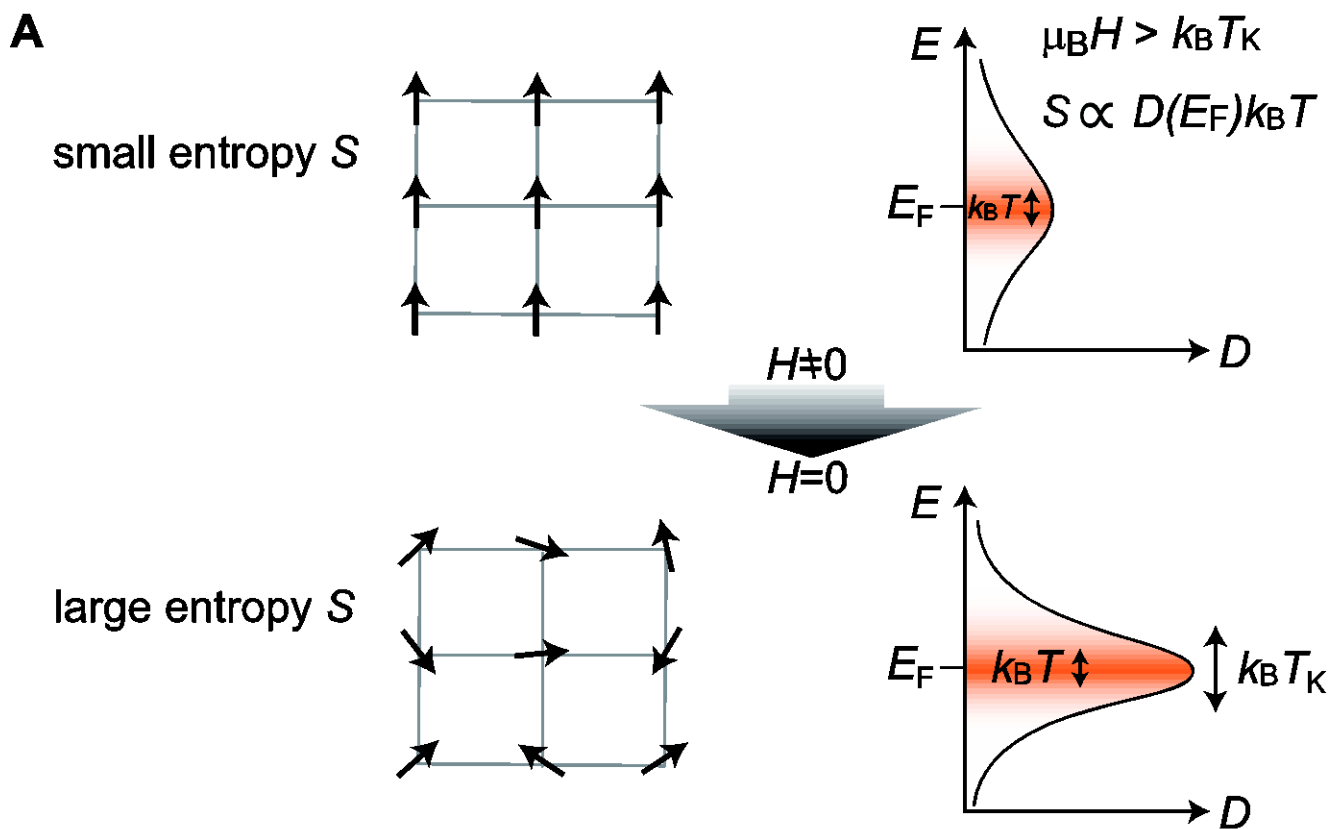 A
small entropy S
E
μBH > kBTK
S ∝ D(EF)kBT
EF
kBT
D
H≠0
H=0
large entropy S
E
EF
kBT
kBTK
D